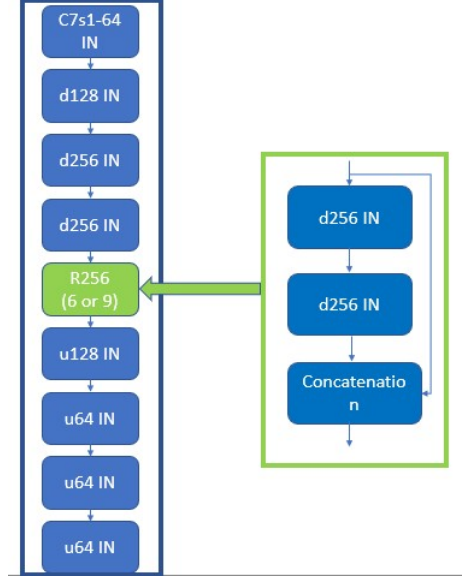 C7s1-64
IN
d128 IN
d256 IN
d256 IN
R256
(6 or 9)
u128 IN
u64 IN
u64 IN
u64 IN
d256 IN
d256 IN
Concatenatio
n